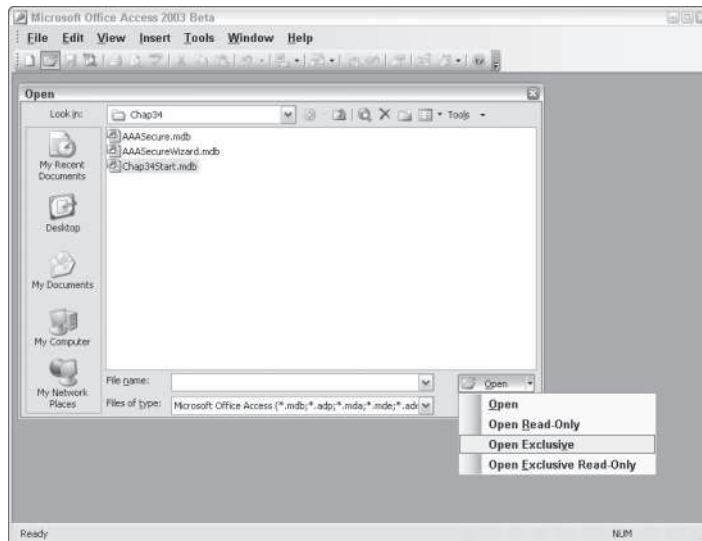 Microsoft Office Access 2003 Beta
File Edit View Insert Tools Window Help
Open
Look in: Chap34 Tools
AAASecure.mdb
AAASecureWizard.mdb
Chap34Start.mdb
My Recent Documents
Desktop
My Documents
My Computer
My Network Places
File name:
Files of type: Microsoft Office Access (*.mdb;*.adp;*.mda;*.mde;*.ade
Open
Open
Open Read-Only
Open Exclusive
Open Exclusive Read-Only
Ready NUM